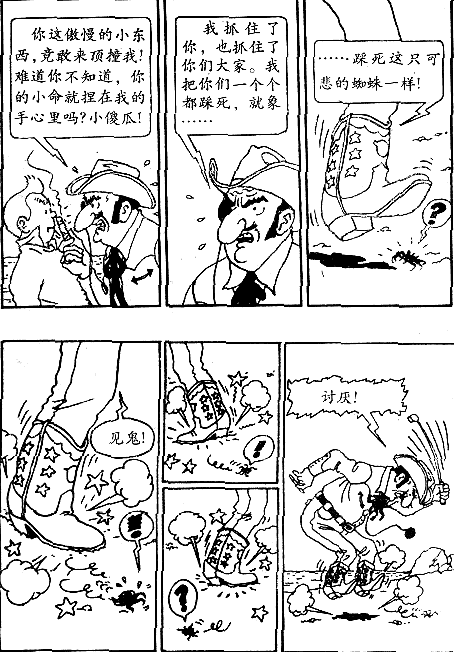 你这傲慢的小东
西,竟敢来顶撞我!
难道你不知道,你
的小命就捏在我的
手心里吗?小傻瓜!
我抓住了
你,也抓住了
你们大家。我
把你们一个个
都踩死,就象
……
……踩死这只可
悲的蜘蛛一样!
?
见鬼!
!!!
!
?
讨厌!